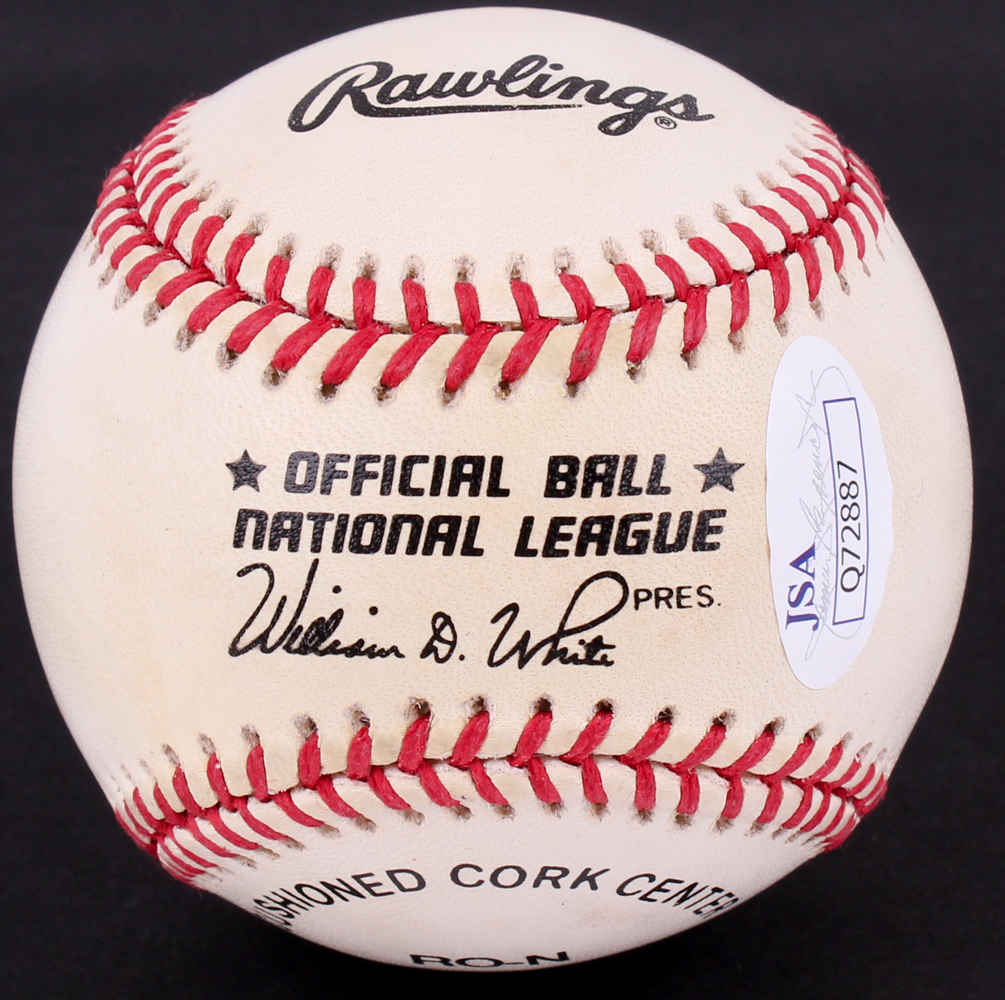 Rawlings®
★ OFFICIAL BALL ★
NATIONAL LEAGUE
William D. White PRES.
JSA
Q72887
CUSHIONED CORK CENTER
RO-N